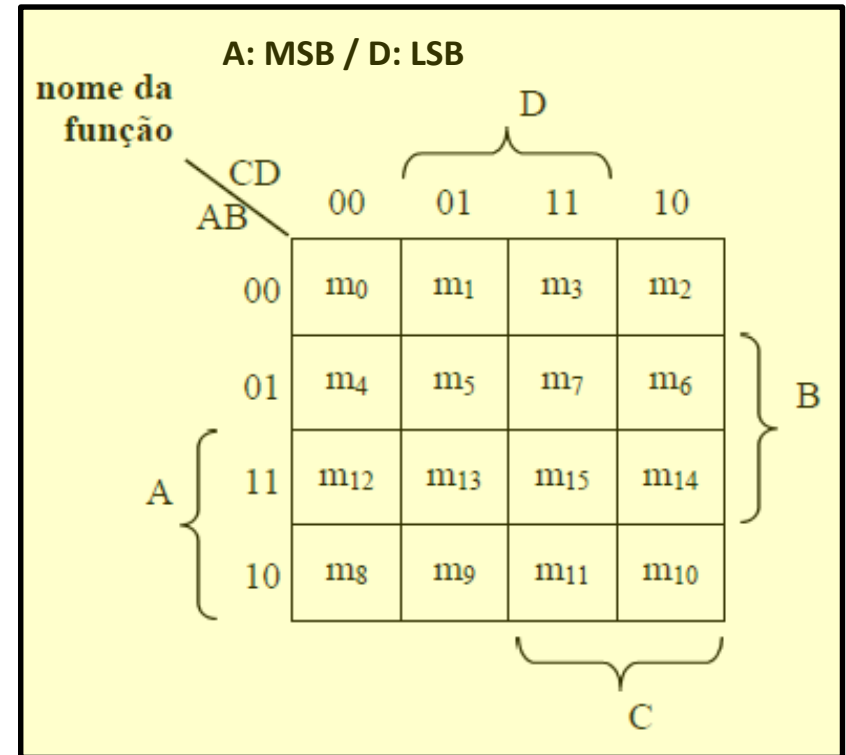 A: MSB / D: LSB
nome da
função
D
CD
AB
00 01 11 10
00 m₀ m₁ m₃ m₂
01 m₄ m₅ m₇ m₆
B
A
11 m₁₂ m₁₃ m₁₅ m₁₄
10 m₈ m₉ m₁₁ m₁₀
C